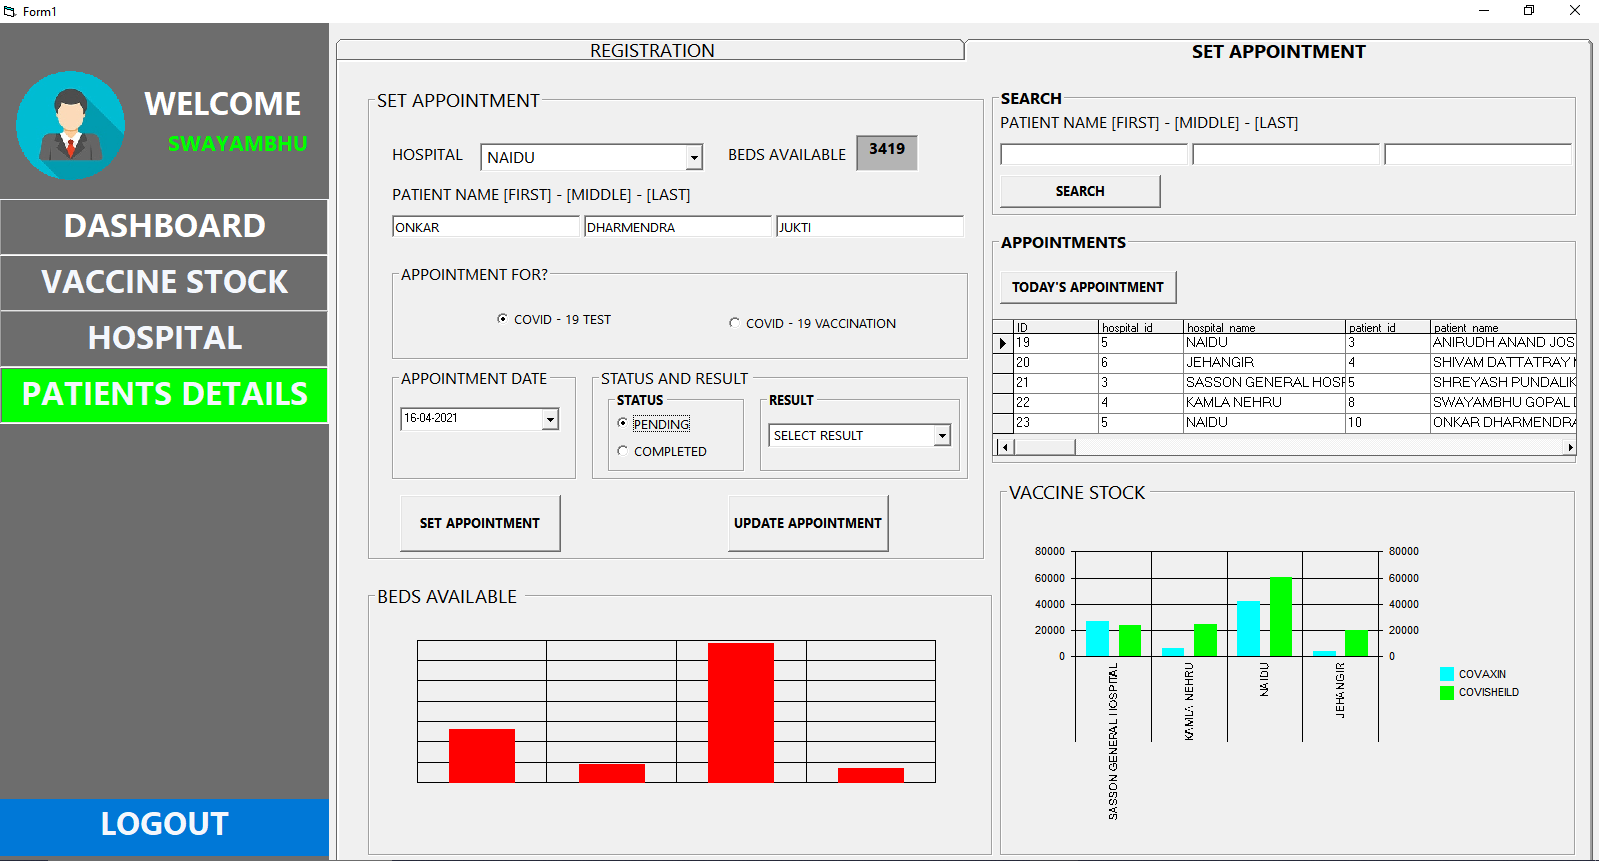 Form1
WELCOME
SWAYAMBHU
DASHBOARD
VACCINE STOCK
HOSPITAL
PATIENTS DETAILS
LOGOUT
REGISTRATION
SET APPOINTMENT
SET APPOINTMENT
HOSPITAL NAIDU BEDS AVAILABLE 3419
PATIENT NAME [FIRST] - [MIDDLE] - [LAST]
ONKAR DHARMENDRA JUKTI
APPOINTMENT FOR?
COVID - 19 TEST COVID - 19 VACCINATION
APPOINTMENT DATE
16-04-2021
STATUS AND RESULT
STATUS
PENDING
COMPLETED
RESULT
SELECT RESULT
SET APPOINTMENT UPDATE APPOINTMENT
BEDS AVAILABLE
SEARCH
PATIENT NAME [FIRST] - [MIDDLE] - [LAST]
SEARCH
APPOINTMENTS
TODAY'S APPOINTMENT
ID hospital_id hospital_name patient_id patient_name
19 5 NAIDU 3 ANIRUDH ANAND JOS
20 6 JEHANGIR 4 SHIVAM DATTATRAY
21 3 SASSON GENERAL HOSP 5 SHREYASH PUNDALIK
22 4 KAMLA NEHRU 8 SWAYAMBHU GOPAL D
23 5 NAIDU 10 ONKAR DHARMENDRA
VACCINE STOCK
80000 80000
60000 60000
40000 40000
20000 20000
0 0
SASSON GENERAL HOSPITAL
KAMLA NEHRU
NAIDU
JEHANGIR
COVAXIN
COVISHEILD